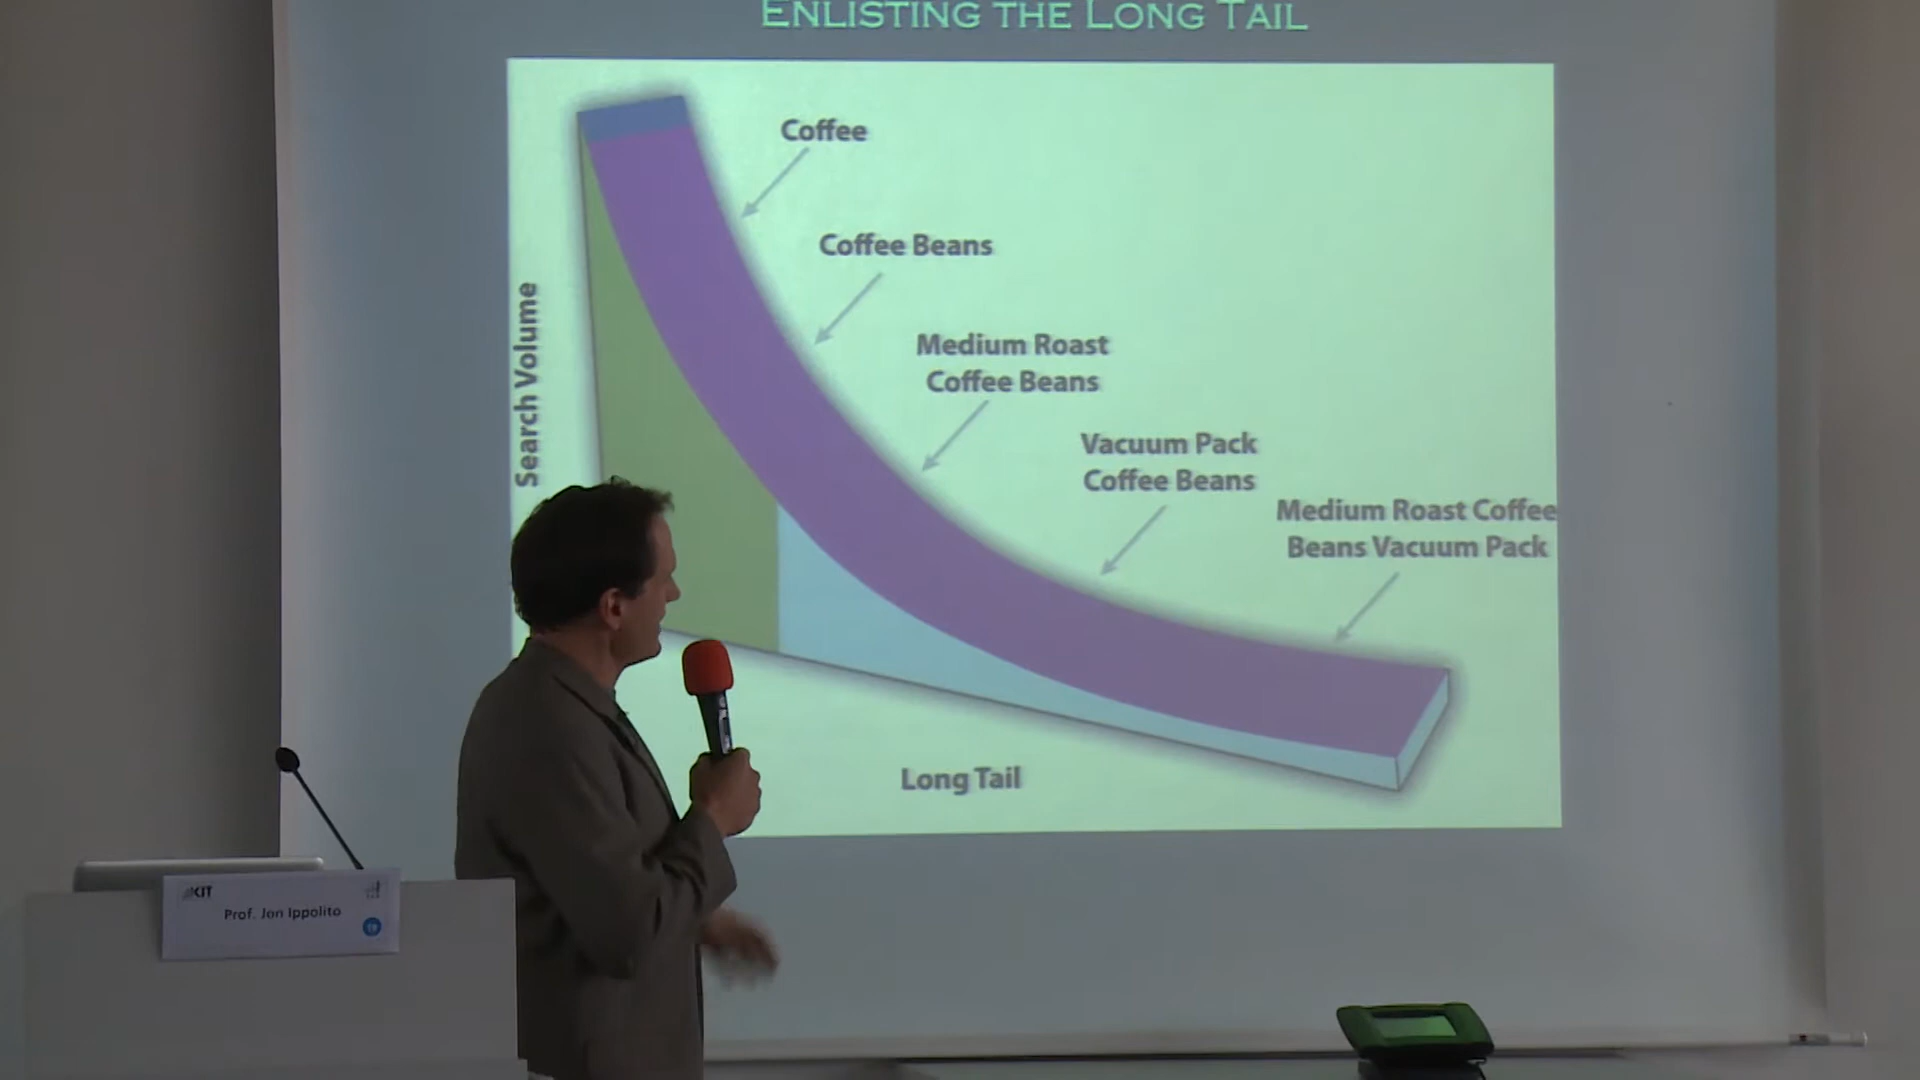 ENLISTING THE LONG TAIL
Coffee
Coffee Beans
Medium Roast
Coffee Beans
Vacuum Pack
Coffee Beans
Medium Roast Coffee
Beans Vacuum Pack
Search Volume
Long Tail
KIT
Prof. Jon Ippolito